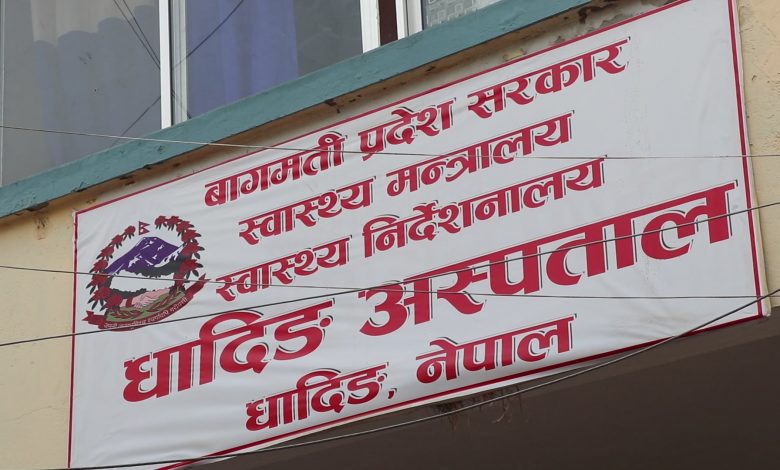 बागमती प्रदेश सरकार
स्वास्थ्य मन्त्रालय
स्वास्थ्य निर्देशनालय
धादिङ अस्पताल
धादिङ, नेपाल